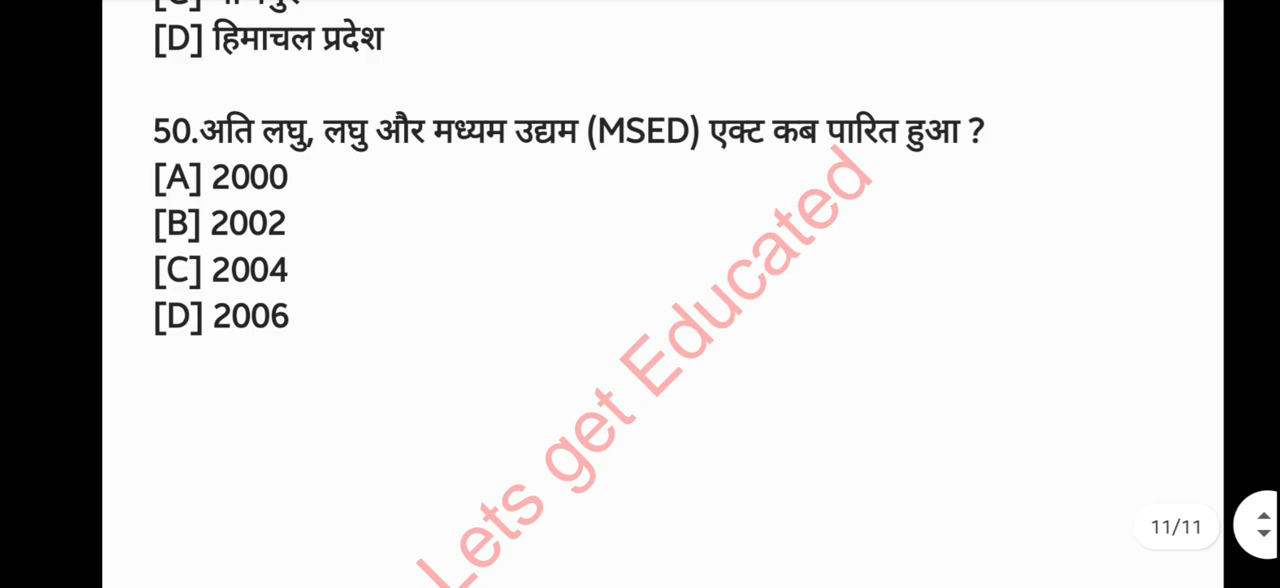 [D] हिमाचल प्रदेश
50.अति लघु, लघु और मध्यम उद्यम (MSED) एक्ट कब पारित हुआ ?
[A] 2000
[B] 2002
[C] 2004
[D] 2006
Lets get Educated
11/11